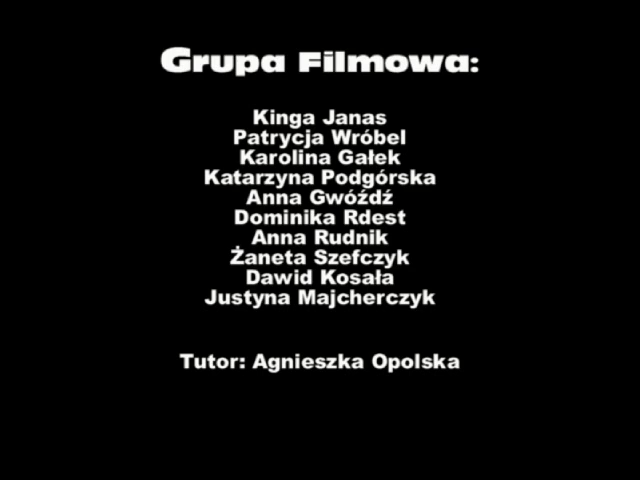 Grupa Filmowa:
Kinga Janas
Patrycja Wróbel
Karolina Gałek
Katarzyna Podgórska
Anna Gwóźdź
Dominika Rdest
Anna Rudnik
Żaneta Szefczyk
Dawid Kosała
Justyna Majcherczyk
Tutor: Agnieszka Opolska